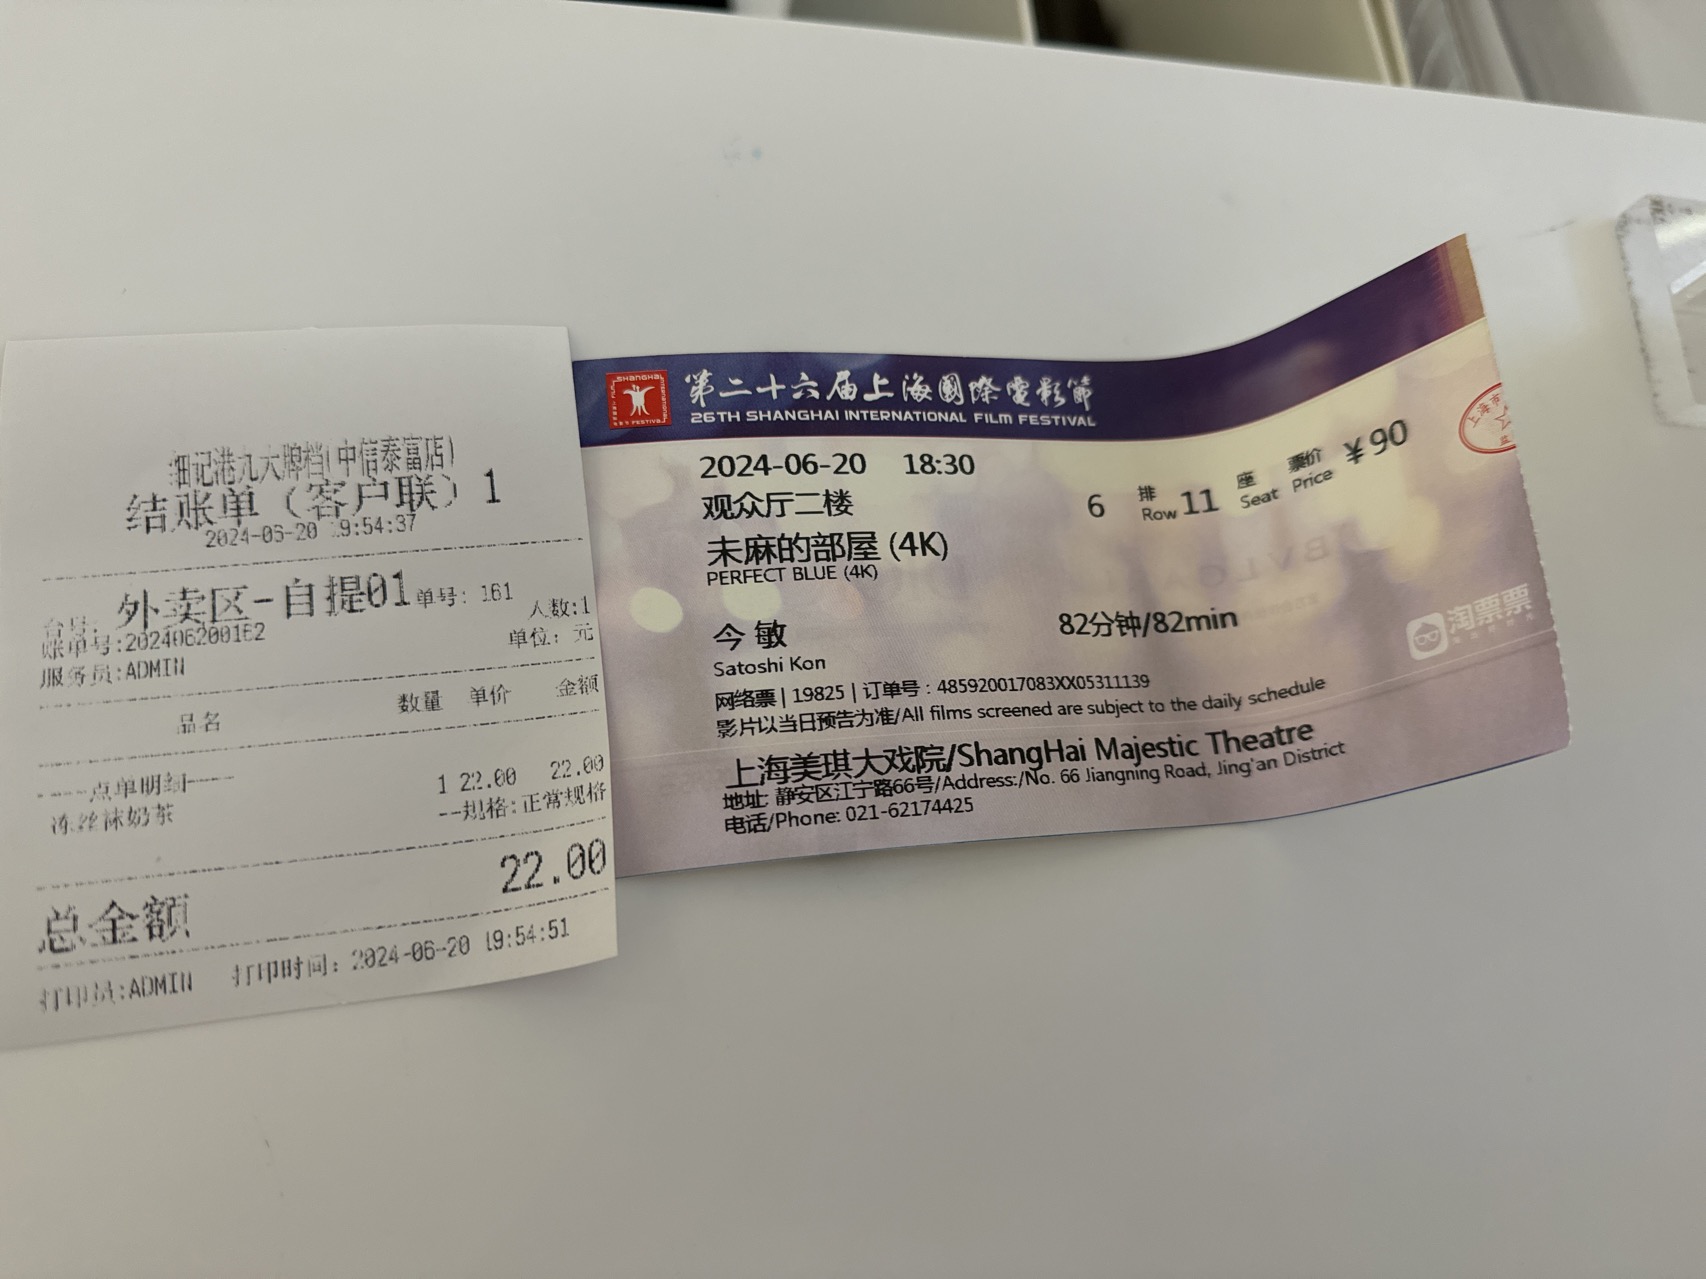 细记港九大牌档(中信泰富店)
结账单（客户联）1
2024-06-20 19:54:37
台号: 外卖区-自提01 单号: 161 人数:1
账单号:202406200162 单位: 元
服务员:ADMIN
品名 数量 单价 金额
----点单明细----
冻丝袜奶茶 1 22.00 22.00
--规格:正常规格
22.00
总金额
打印员:ADMIN 打印时间: 2024-06-20 19:54:51
SHANGHAI INTERNATIONAL FILM FESTIVAL
第二十六届上海國際電影節
26TH SHANGHAI INTERNATIONAL FILM FESTIVAL
2024-06-20 18:30
观众厅二楼 6 排 Row 11 座 Seat 票价 Price ￥90
未麻的部屋 (4K)
PERFECT BLUE (4K)
今 敏 82分钟/82min
Satoshi Kon
网络票 | 19825 | 订单号：485920017083XX05311139
影片以当日预告为准/All films screened are subject to the daily schedule
上海美琪大戏院/ShangHai Majestic Theatre
地址: 静安区江宁路66号/Address:/No. 66 Jiangning Road, Jing'an District
电话/Phone: 021-62174425
淘票票
上海市